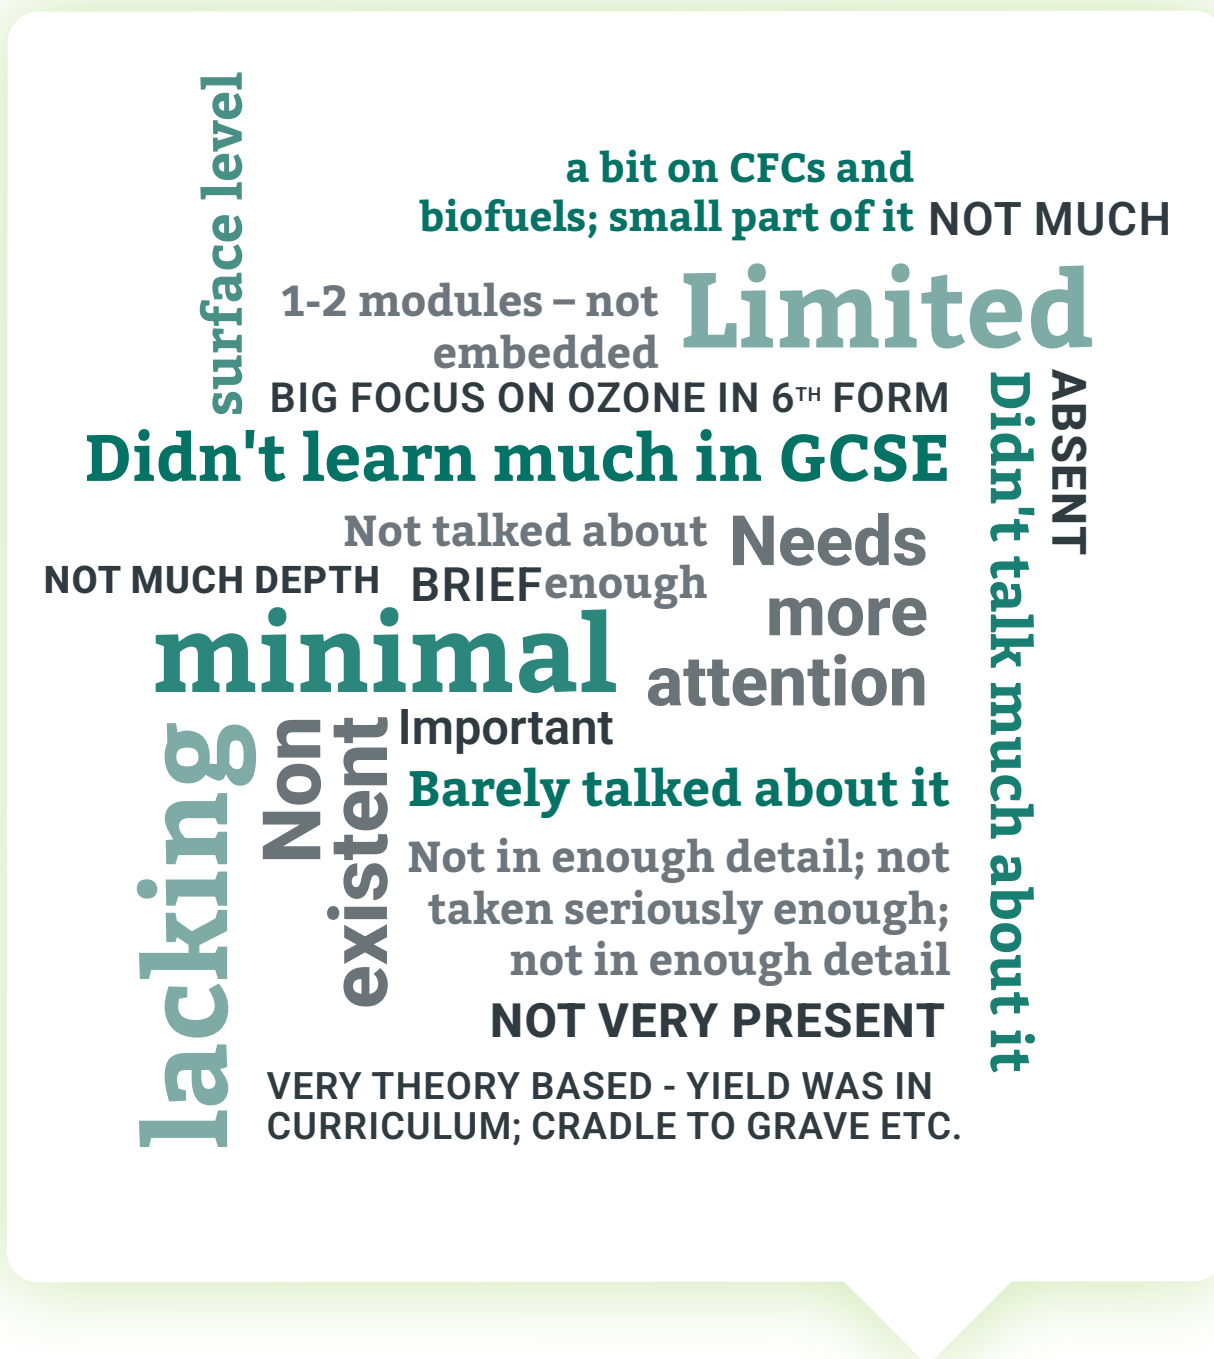 surface level
a bit on CFCs and
biofuels; small part of it
NOT MUCH
1-2 modules – not
embedded
Limited
BIG FOCUS ON OZONE IN 6TH FORM
Didn't learn much in GCSE
Didn't talk much about it
ABSENT
Not talked about
enough
Needs
more
attention
NOT MUCH DEPTH
BRIEF
minimal
lacking
Non
existent
Important
Barely talked about it
Not in enough detail; not
taken seriously enough;
not in enough detail
NOT VERY PRESENT
VERY THEORY BASED - YIELD WAS IN
CURRICULUM; CRADLE TO GRAVE ETC.